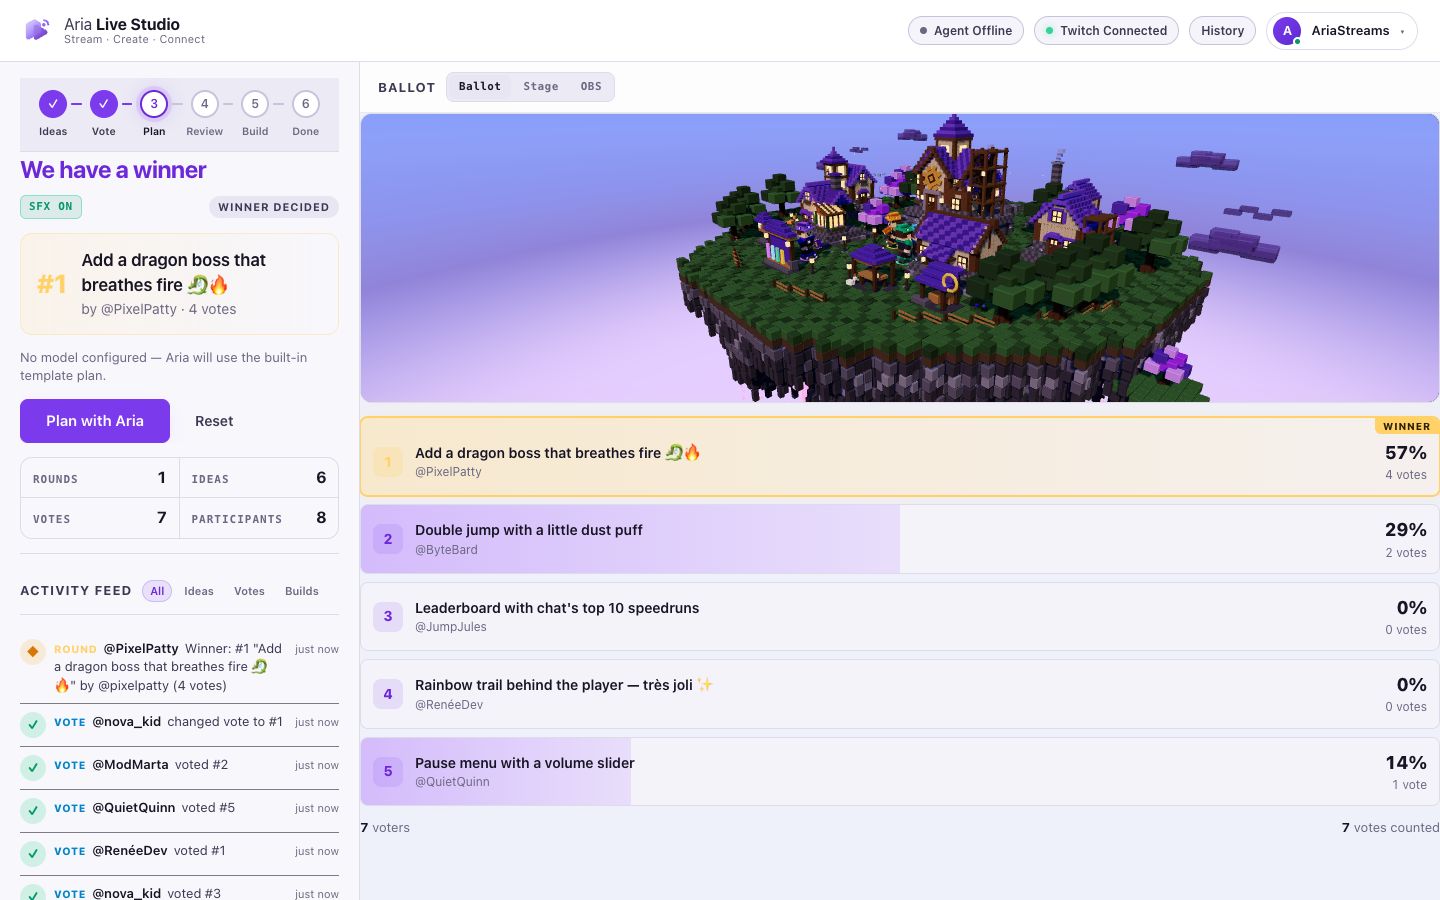 Aria Live Studio
Stream · Create · Connect
Agent Offline
Twitch Connected
History
A
AriaStreams
3
4
5
6
Ideas
Vote
Plan
Review
Build
Done
We have a winner
SFX ON
WINNER DECIDED
#1
Add a dragon boss that
breathes fire 🐉🔥
by @PixelPatty · 4 votes
No model configured — Aria will use the built-in
template plan.
Plan with Aria
Reset
ROUNDS 1
IDEAS 6
VOTES 7
PARTICIPANTS 8
ACTIVITY FEED
All
Ideas
Votes
Builds
ROUND @PixelPatty Winner: #1 "Add just now
a dragon boss that breathes fire 🐉
🔥" by @pixelpatty (4 votes)
VOTE @nova_kid changed vote to #1 just now
VOTE @ModMarta voted #2 just now
VOTE @QuietQuinn voted #5 just now
VOTE @RenéeDev voted #1 just now
VOTE @nova_kid voted #3 just now
BALLOT
Ballot
Stage
OBS
WINNER
1
Add a dragon boss that breathes fire 🐉🔥
@PixelPatty
57%
4 votes
2
Double jump with a little dust puff
@ByteBard
29%
2 votes
3
Leaderboard with chat's top 10 speedruns
@JumpJules
0%
0 votes
4
Rainbow trail behind the player — très joli ✨
@RenéeDev
0%
0 votes
5
Pause menu with a volume slider
@QuietQuinn
14%
1 vote
7 voters
7 votes counted